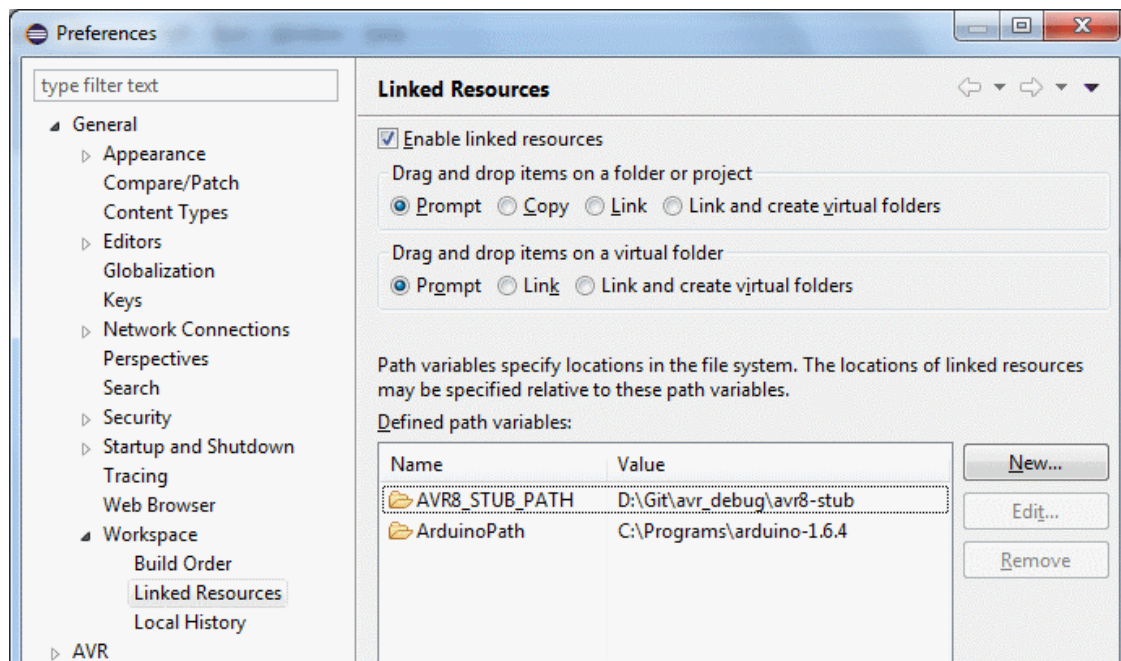 Preferences
type filter text
General
Appearance
Compare/Patch
Content Types
Editors
Globalization
Keys
Network Connections
Perspectives
Search
Security
Startup and Shutdown
Tracing
Web Browser
Workspace
Build Order
Linked Resources
Local History
AVR
Linked Resources
Enable linked resources
Drag and drop items on a folder or project
Prompt Copy Link Link and create virtual folders
Drag and drop items on a virtual folder
Prompt Link Link and create virtual folders
Path variables specify locations in the file system. The locations of linked resources
may be specified relative to these path variables.
Defined path variables:
Name Value
AVR8_STUB_PATH D:\Git\avr_debug\avr8-stub
ArduinoPath C:\Programs\arduino-1.6.4
New...
Edit...
Remove